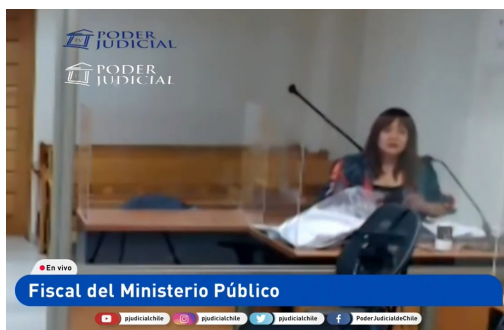 PODER
JUDICIAL
PODER
JUDICIAL
En vivo
Fiscal del Ministerio Público
pjudicialchile
pjudicialchile
pjudicialchile
PoderJudicialdeChile